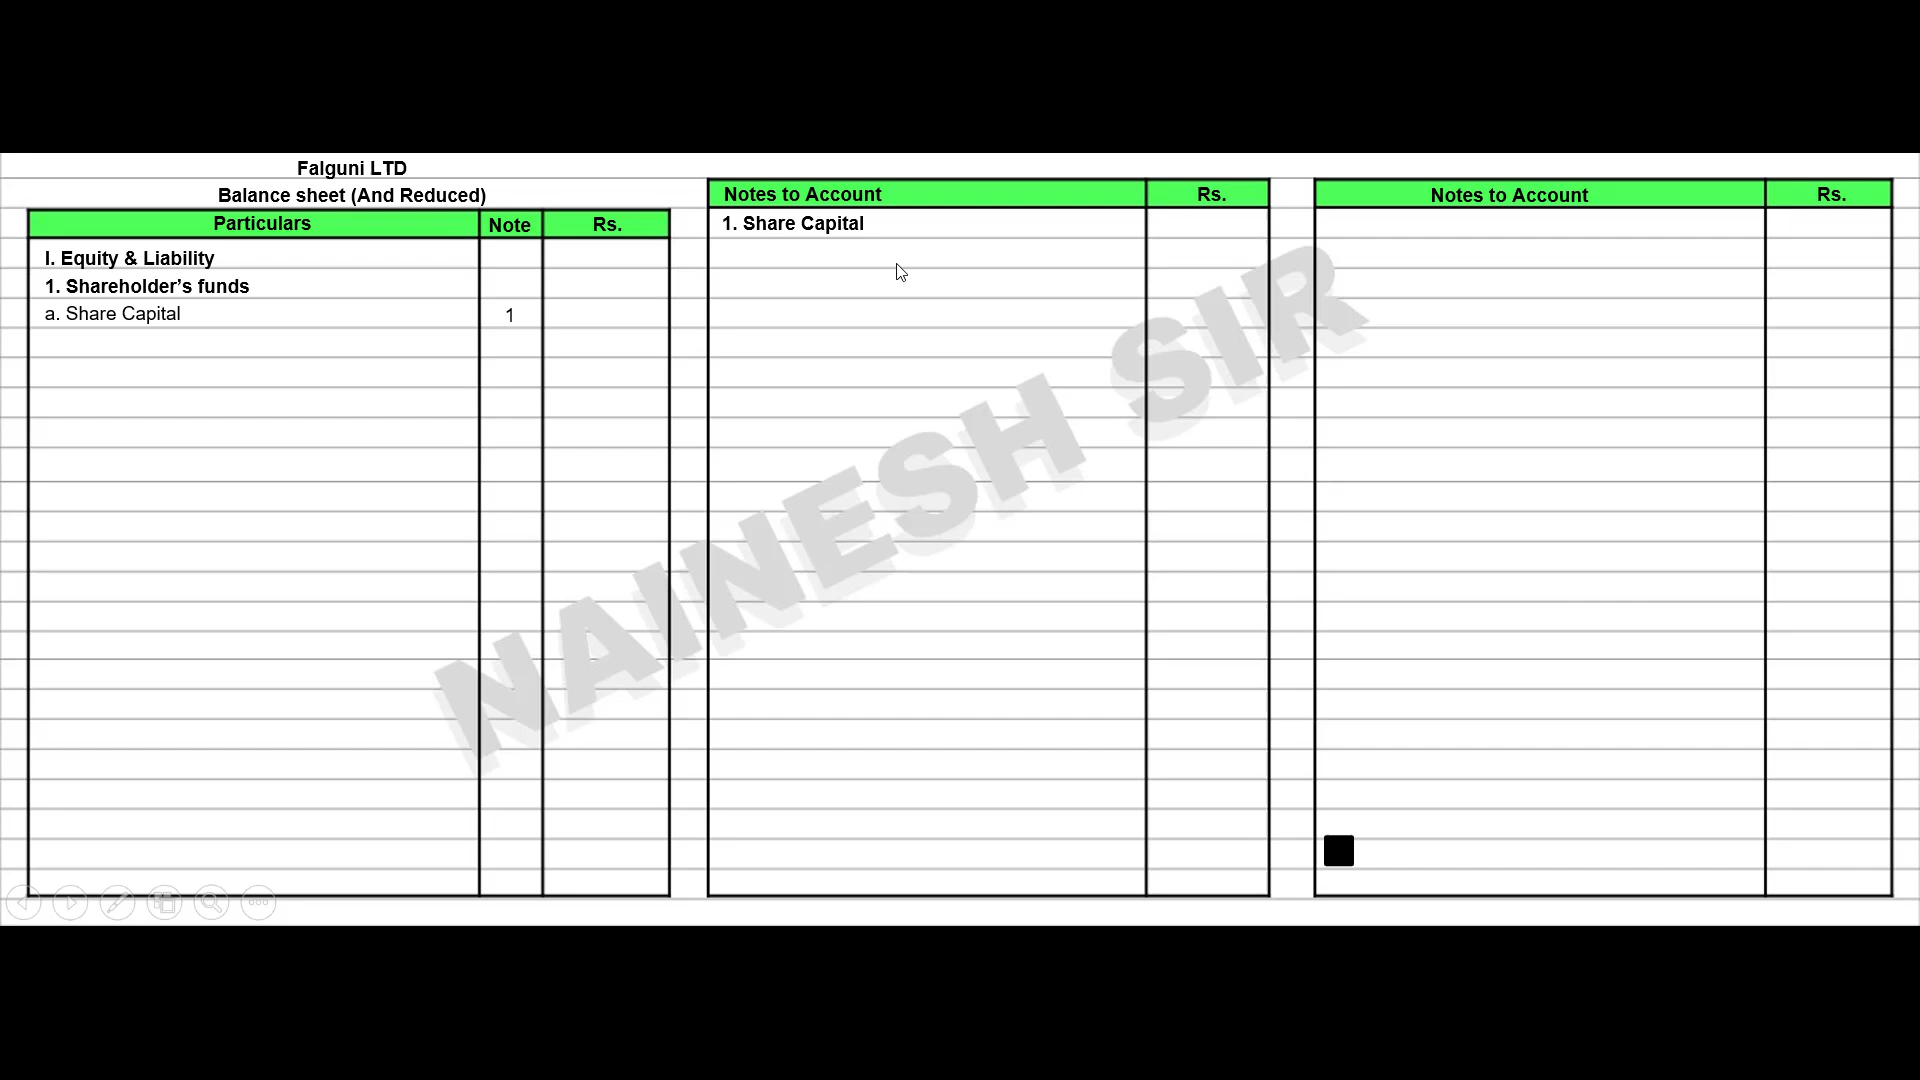 Falguni LTD
Balance sheet (And Reduced)
Particulars Note Rs.
I. Equity & Liability
1. Shareholder’s funds
a. Share Capital 1
Notes to Account Rs.
1. Share Capital
Notes to Account Rs.
NAINESH SIR